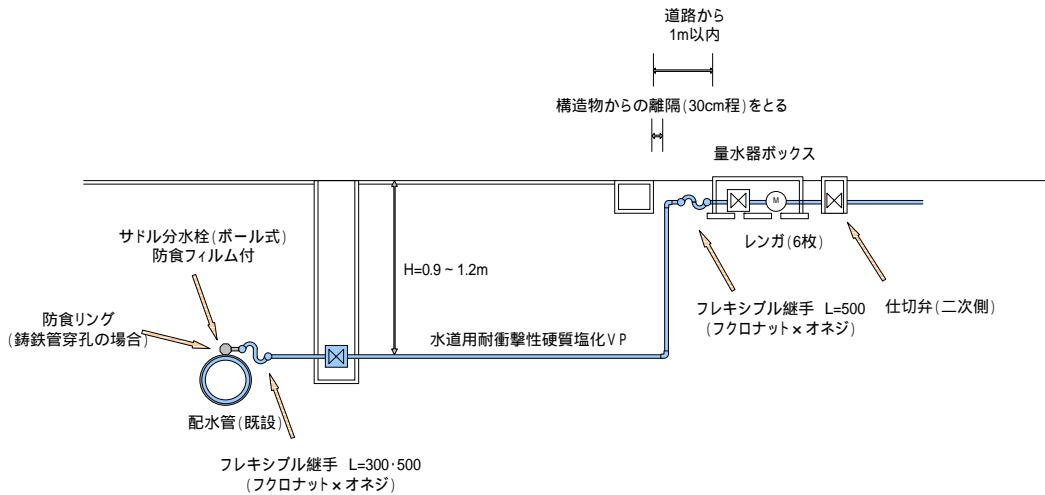 道路から
1m以内
構造物からの離隔(30cm程)をとる
量水器ボックス
M
サドル分水栓(ボール式)
防食フィルム付
H=0.9～1.2m
レンガ(6枚)
防食リング
(鋳鉄管穿孔の場合)
フレキシブル継手 L=500
(フクロナット×オネジ)
仕切弁(二次側)
水道用耐衝撃性硬質塩化VP
配水管(既設)
フレキシブル継手 L=300･500
(フクロナット×オネジ)